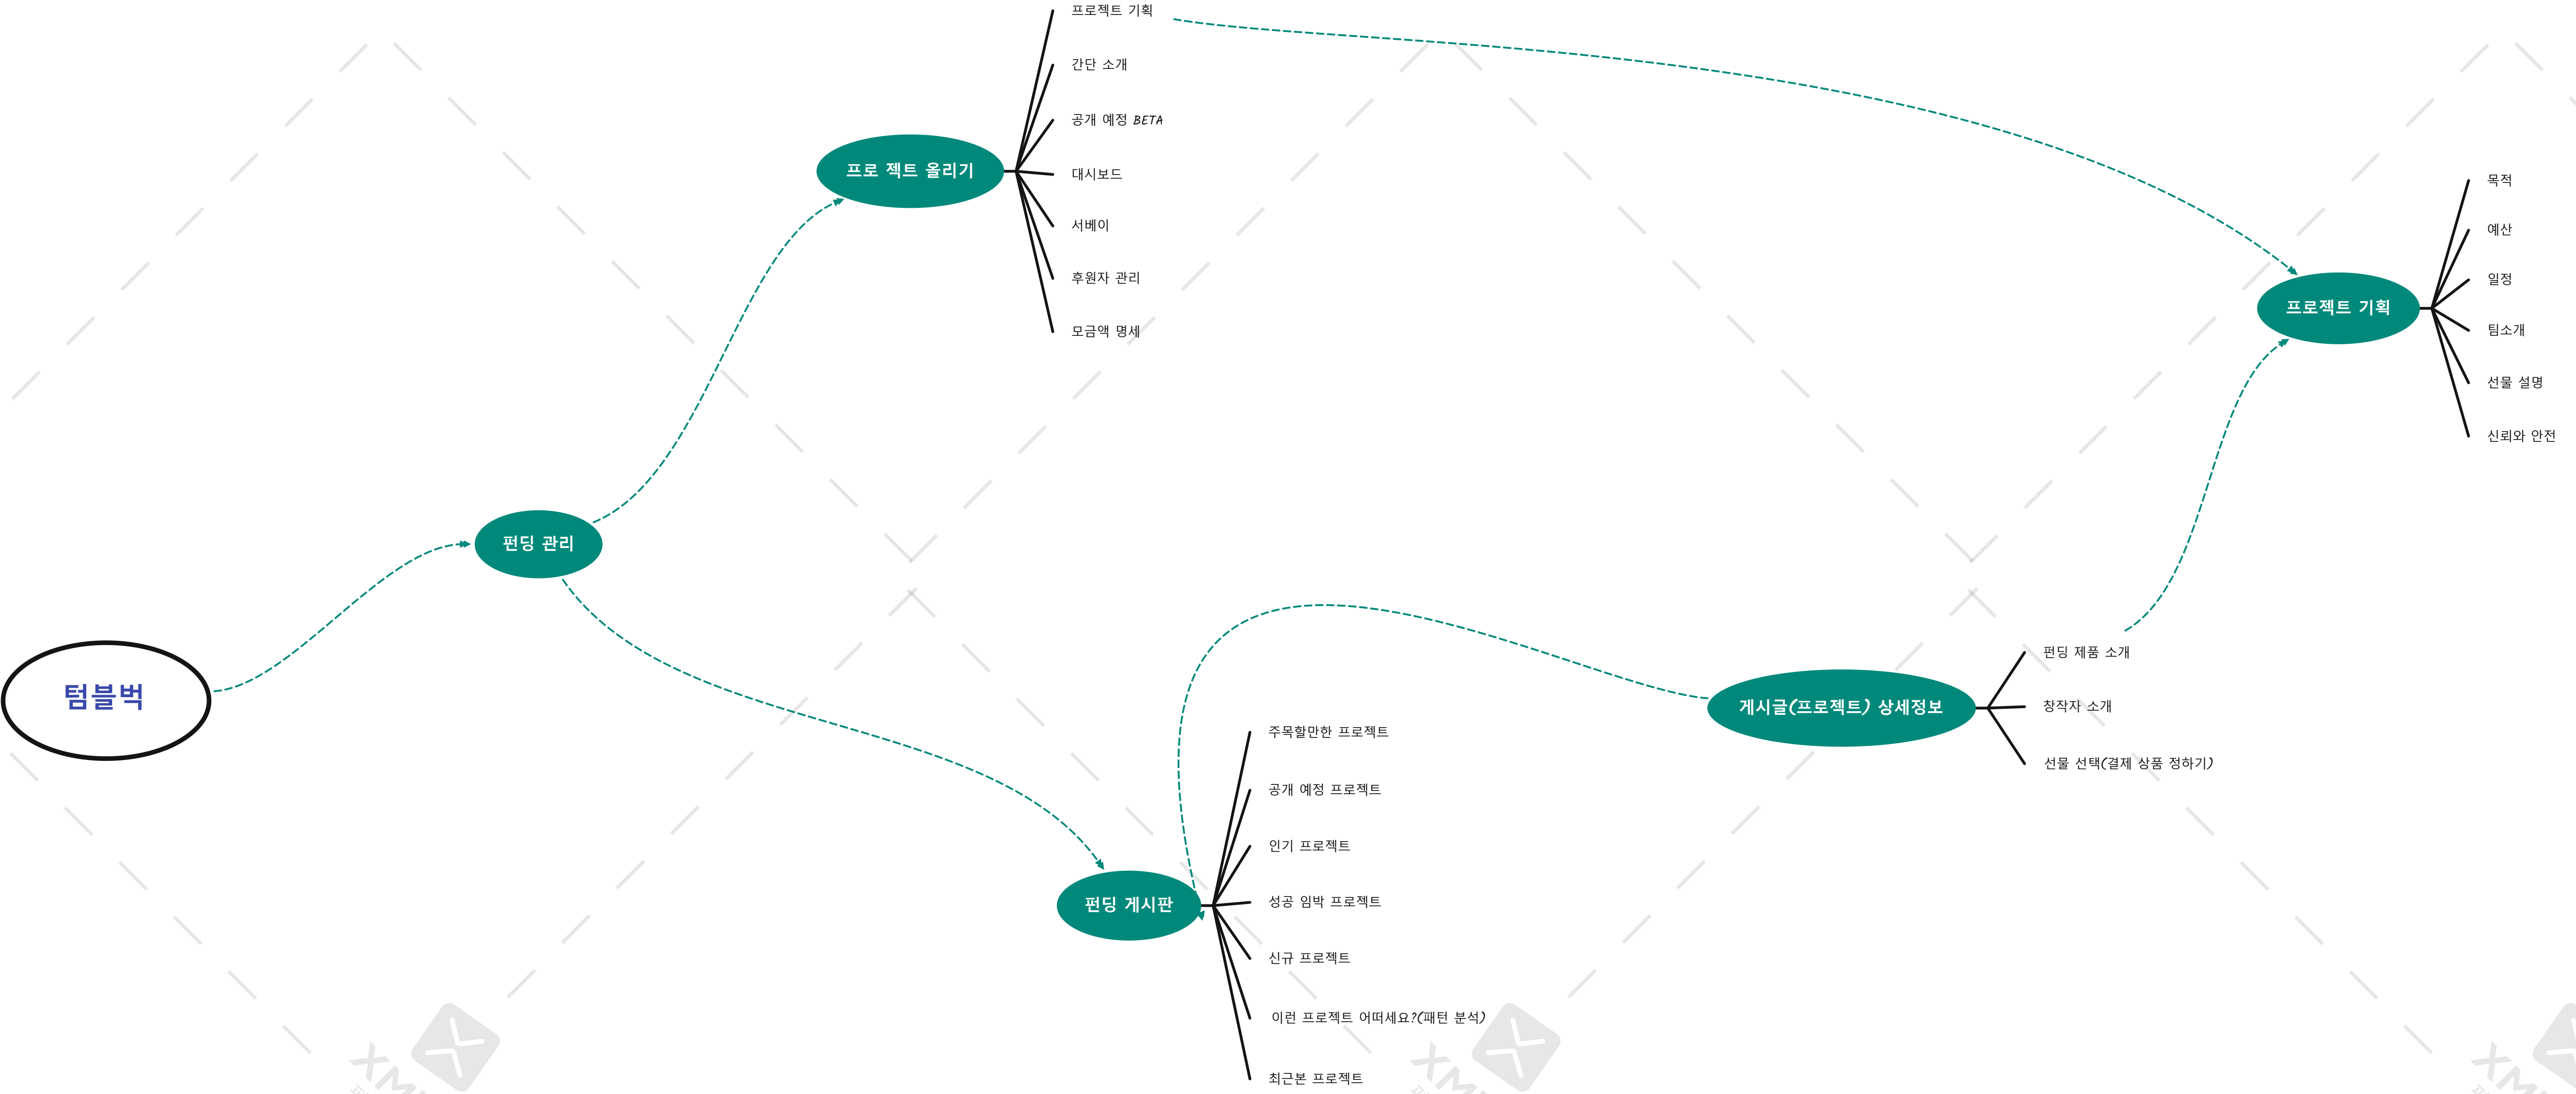 프로젝트 기획
간단 소개
공개 예정 BETA
프로 젝트 올리기
대시보드
서베이
후원자 관리
모금액 명세
목적
예산
일정
프로젝트 기획
팀소개
선물 설명
신뢰와 안전
펀딩 관리
텀블벅
펀딩 제품 소개
게시글(프로젝트) 상세정보
창작자 소개
선물 선택(결제 상품 정하기)
주목할만한 프로젝트
공개 예정 프로젝트
인기 프로젝트
펀딩 게시판
성공 임박 프로젝트
신규 프로젝트
이런 프로젝트 어떠세요?(패턴 분석)
최근본 프로젝트